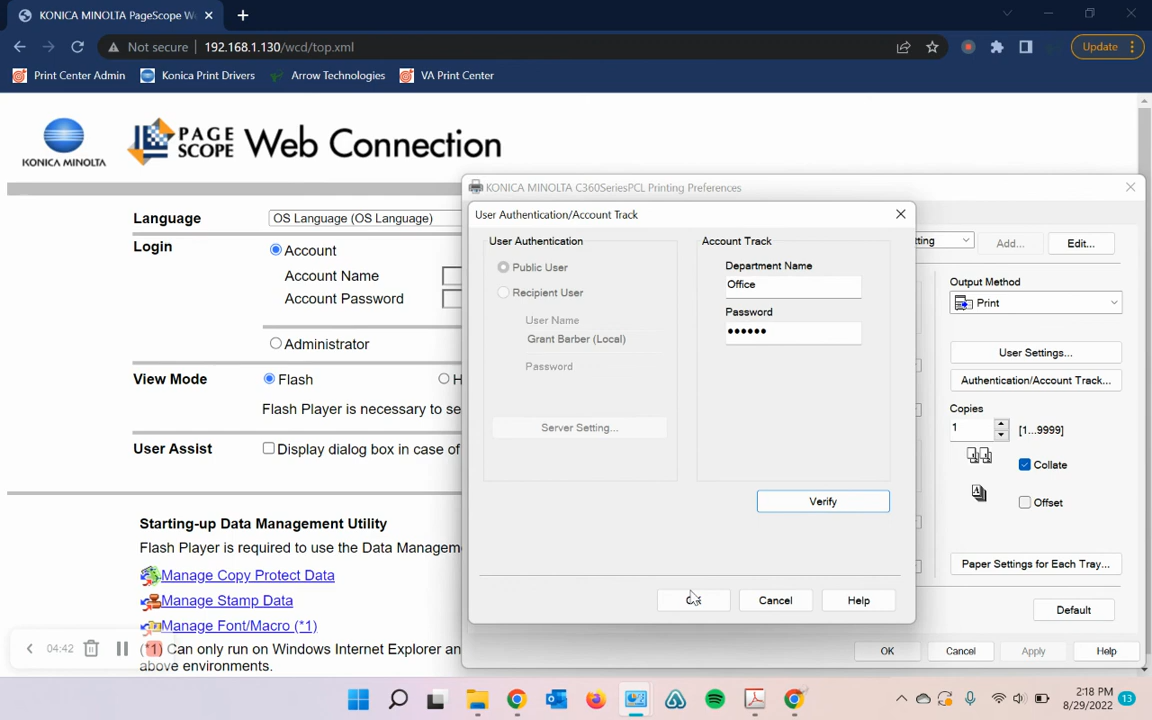 KONICA MINOLTA PageScope W
Not secure 192.168.1.130/wcd/top.xml
Update
Print Center Admin Konica Print Drivers Arrow Technologies VA Print Center
KONICA MINOLTA
PAGE SCOPE Web Connection
Language OS Language (OS Language)
Login Account
Account Name
Account Password
Administrator
View Mode Flash H
Flash Player is necessary to se
User Assist Display dialog box in case of
Starting-up Data Management Utility
Flash Player is required to use the Data Managem
Manage Copy Protect Data
Manage Stamp Data
Manage Font/Macro (*1)
(*1) Can only run on Windows Internet Explorer an
above environments.
04:42
KONICA MINOLTA C360SeriesPCL Printing Preferences
User Authentication/Account Track
User Authentication
Public User
Recipient User
User Name
Grant Barber (Local)
Password
Server Setting...
Account Track
Department Name
Office
Password
••••••
Verify
Cancel
Help
tting Add... Edit...
Output Method
Print
User Settings...
Authentication/Account Track...
Copies
1 [1...9999]
Collate
Offset
Paper Settings for Each Tray...
Default
OK Cancel Apply Help
2:18 PM
8/29/2022
13